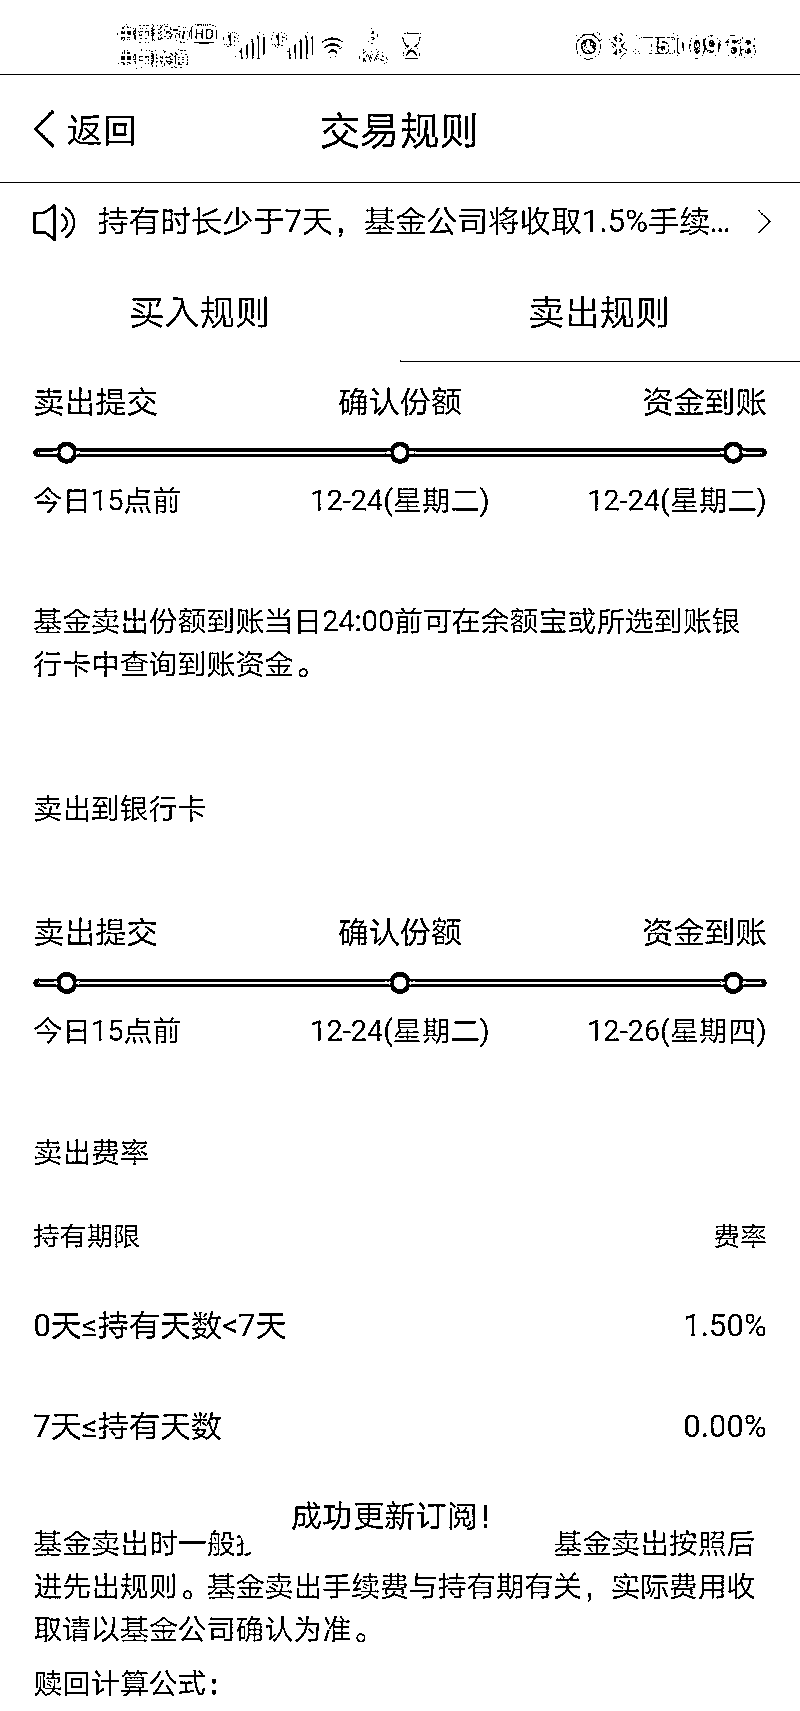 中国移动 HD
中国联通
返回
交易规则
持有时长少于7天，基金公司将收取1.5%手续...
买入规则 卖出规则
卖出提交 确认份额 资金到账
今日15点前 12-24(星期二) 12-24(星期二)
基金卖出份额到账当日24:00前可在余额宝或所选到账银
行卡中查询到账资金。
卖出到银行卡
卖出提交 确认份额 资金到账
今日15点前 12-24(星期二) 12-26(星期四)
卖出费率
持有期限 费率
0天≤持有天数<7天 1.50%
7天≤持有天数 0.00%
成功更新订阅！
基金卖出时一般 基金卖出按照后
进先出规则。基金卖出手续费与持有期有关，实际费用收
取请以基金公司确认为准。
赎回计算公式：